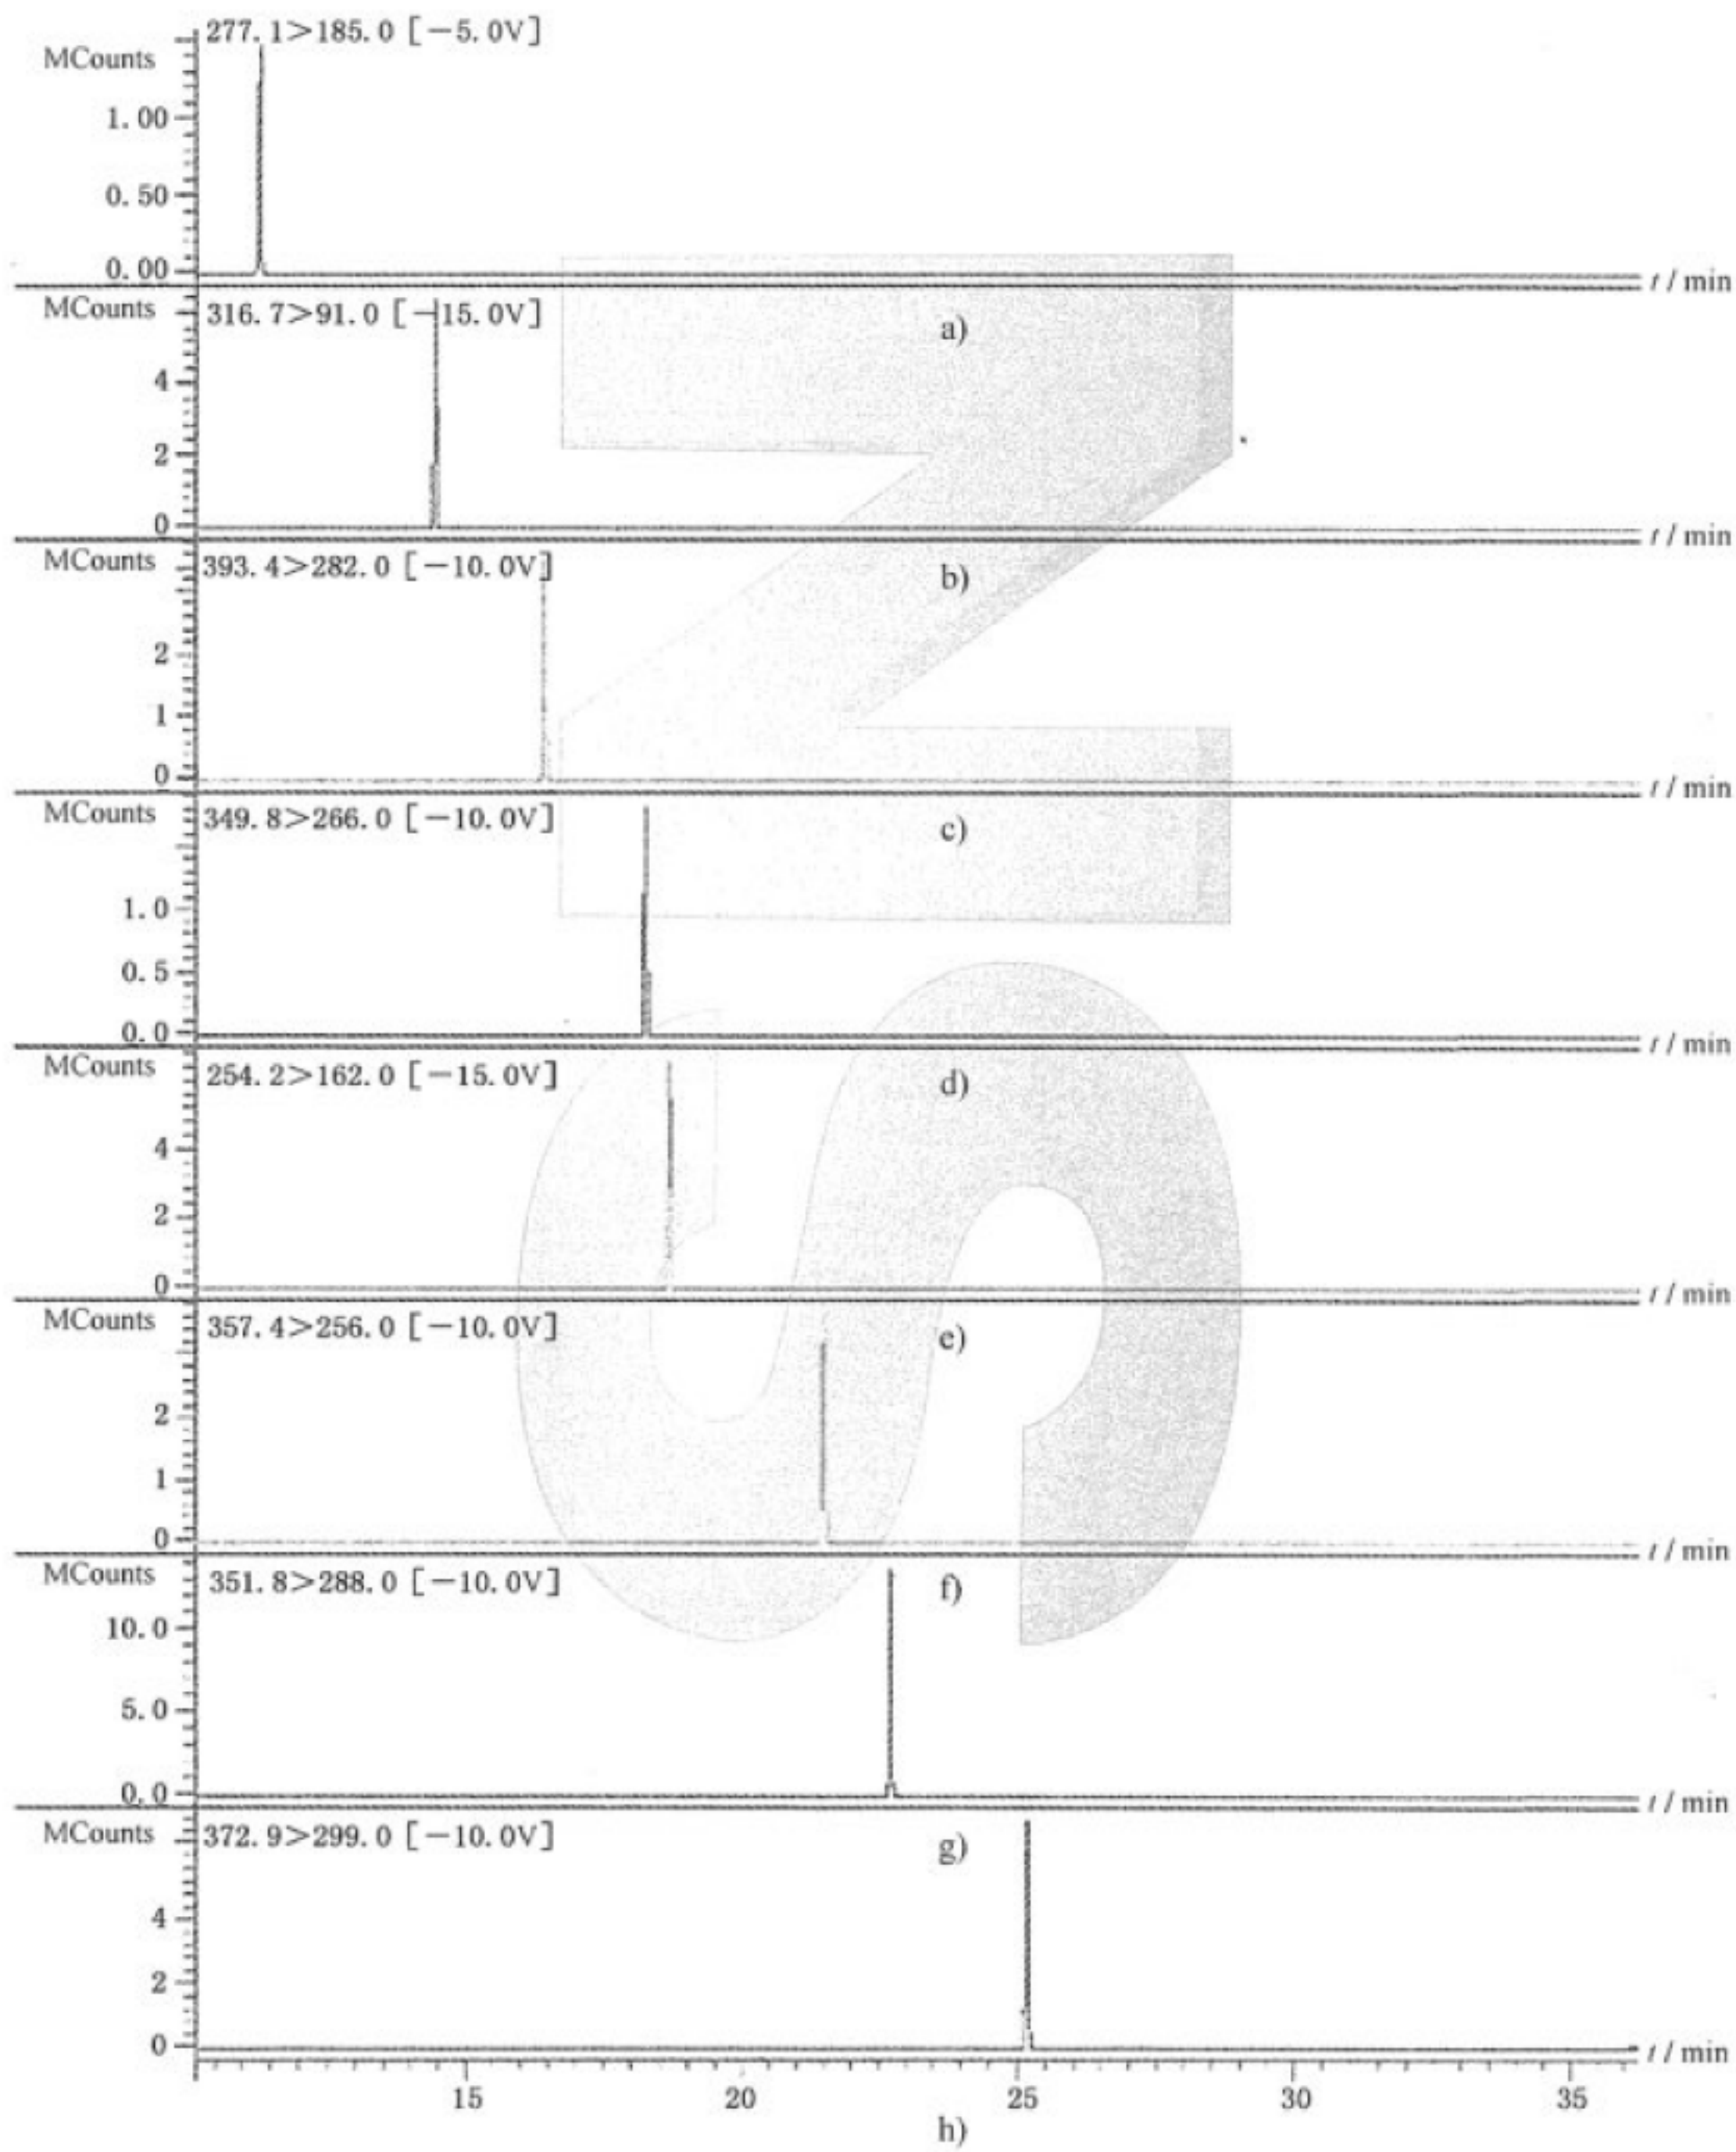 277.1>185.0 [−5.0V]
MCounts
1.00
0.50
0.00
t / min
MCounts
316.7>91.0 [−15.0V]
a)
4
2
0
t / min
MCounts
393.4>282.0 [−10.0V]
b)
2
1
0
t / min
MCounts
349.8>266.0 [−10.0V]
c)
1.0
0.5
0.0
t / min
MCounts
254.2>162.0 [−15.0V]
d)
4
2
0
t / min
MCounts
357.4>256.0 [−10.0V]
e)
2
1
0
t / min
MCounts
351.8>288.0 [−10.0V]
f)
10.0
5.0
0.0
t / min
MCounts
372.9>299.0 [−10.0V]
g)
4
2
0
t / min
15 20 25 30 35
h)